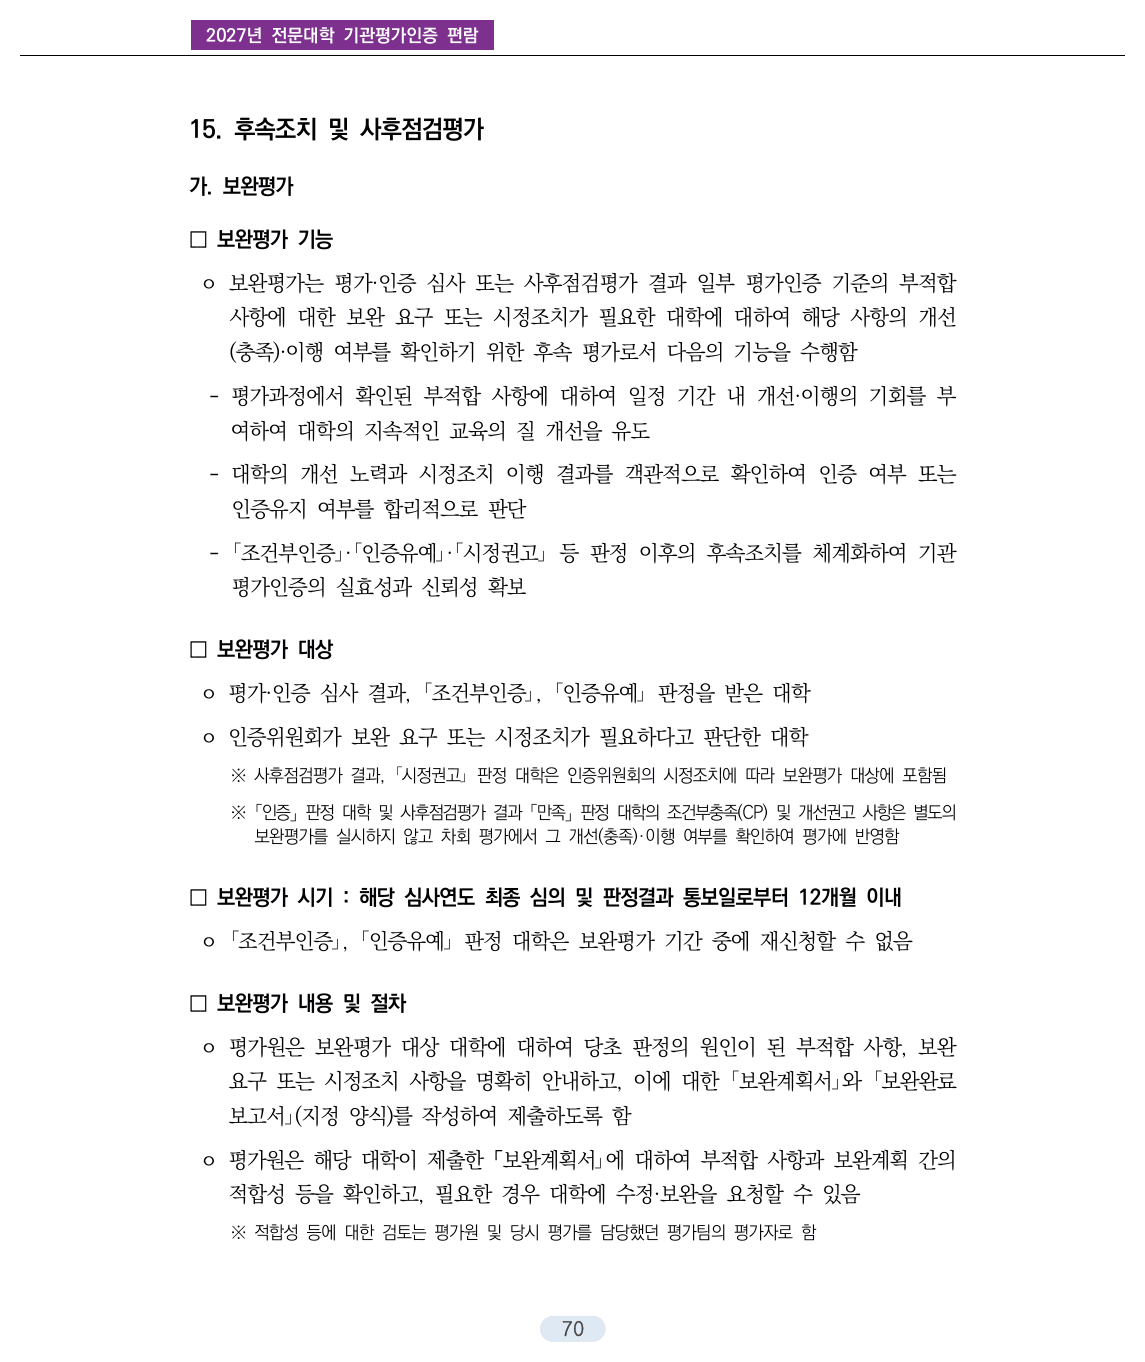 2027년 전문대학 기관평가인증 편람
15. 후속조치 및 사후점검평가
가. 보완평가
□ 보완평가 기능
ㅇ 보완평가는 평가·인증 심사 또는 사후점검평가 결과 일부 평가인증 기준의 부적합
사항에 대한 보완 요구 또는 시정조치가 필요한 대학에 대하여 해당 사항의 개선
(충족)·이행 여부를 확인하기 위한 후속 평가로서 다음의 기능을 수행함
- 평가과정에서 확인된 부적합 사항에 대하여 일정 기간 내 개선·이행의 기회를 부
여하여 대학의 지속적인 교육의 질 개선을 유도
- 대학의 개선 노력과 시정조치 이행 결과를 객관적으로 확인하여 인증 여부 또는
인증유지 여부를 합리적으로 판단
- 「조건부인증」·「인증유예」·「시정권고」 등 판정 이후의 후속조치를 체계화하여 기관
평가인증의 실효성과 신뢰성 확보
□ 보완평가 대상
ㅇ 평가·인증 심사 결과, 「조건부인증」, 「인증유예」 판정을 받은 대학
ㅇ 인증위원회가 보완 요구 또는 시정조치가 필요하다고 판단한 대학
※ 사후점검평가 결과, 「시정권고」 판정 대학은 인증위원회의 시정조치에 따라 보완평가 대상에 포함됨
※ 「인증」 판정 대학 및 사후점검평가 결과 「만족」 판정 대학의 조건부충족(CP) 및 개선권고 사항은 별도의
보완평가를 실시하지 않고 차회 평가에서 그 개선(충족)·이행 여부를 확인하여 평가에 반영함
□ 보완평가 시기 : 해당 심사연도 최종 심의 및 판정결과 통보일로부터 12개월 이내
ㅇ 「조건부인증」, 「인증유예」 판정 대학은 보완평가 기간 중에 재신청할 수 없음
□ 보완평가 내용 및 절차
ㅇ 평가원은 보완평가 대상 대학에 대하여 당초 판정의 원인이 된 부적합 사항, 보완
요구 또는 시정조치 사항을 명확히 안내하고, 이에 대한 「보완계획서」와 「보완완료
보고서」(지정 양식)를 작성하여 제출하도록 함
ㅇ 평가원은 해당 대학이 제출한 「보완계획서」에 대하여 부적합 사항과 보완계획 간의
적합성 등을 확인하고, 필요한 경우 대학에 수정·보완을 요청할 수 있음
※ 적합성 등에 대한 검토는 평가원 및 당시 평가를 담당했던 평가팀의 평가자로 함
70